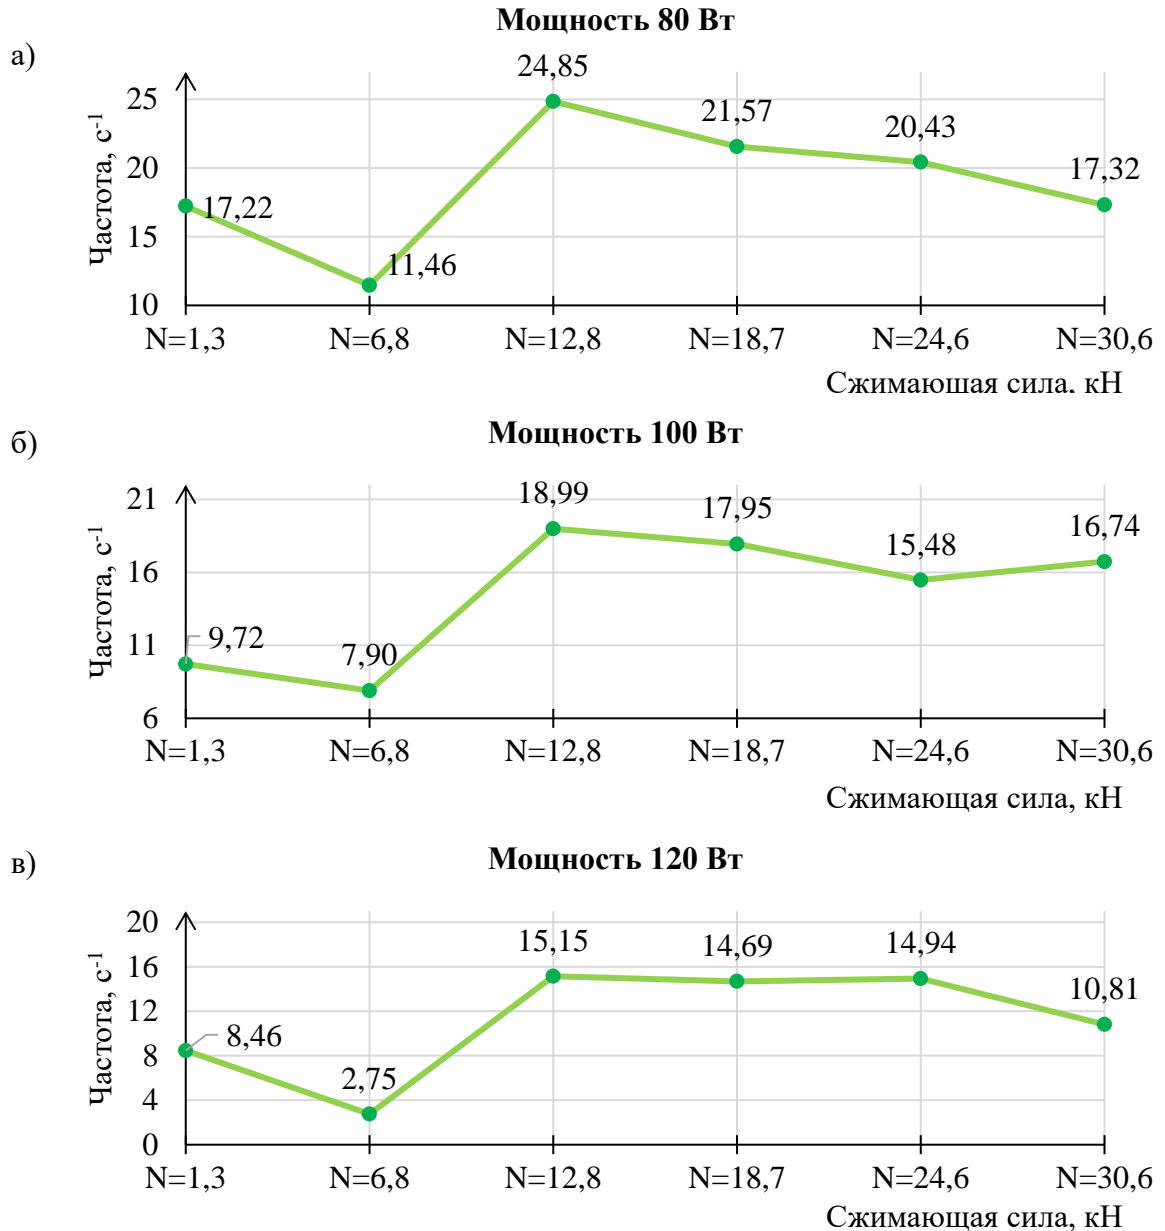 Мощность 80 Вт
а)
Частота, с-1
25
20
15
10
17,22
11,46
24,85
21,57
20,43
17,32
N=1,3 N=6,8 N=12,8 N=18,7 N=24,6 N=30,6
Сжимающая сила, кН
Мощность 100 Вт
б)
Частота, с-1
21
16
11
6
9,72
7,90
18,99
17,95
15,48
16,74
N=1,3 N=6,8 N=12,8 N=18,7 N=24,6 N=30,6
Сжимающая сила, кН
Мощность 120 Вт
в)
Частота, с-1
20
16
12
8
4
0
8,46
2,75
15,15
14,69
14,94
10,81
N=1,3 N=6,8 N=12,8 N=18,7 N=24,6 N=30,6
Сжимающая сила, кН